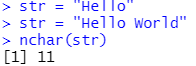 > str = "Hello"
> str = "Hello World"
> nchar(str)
[1] 11